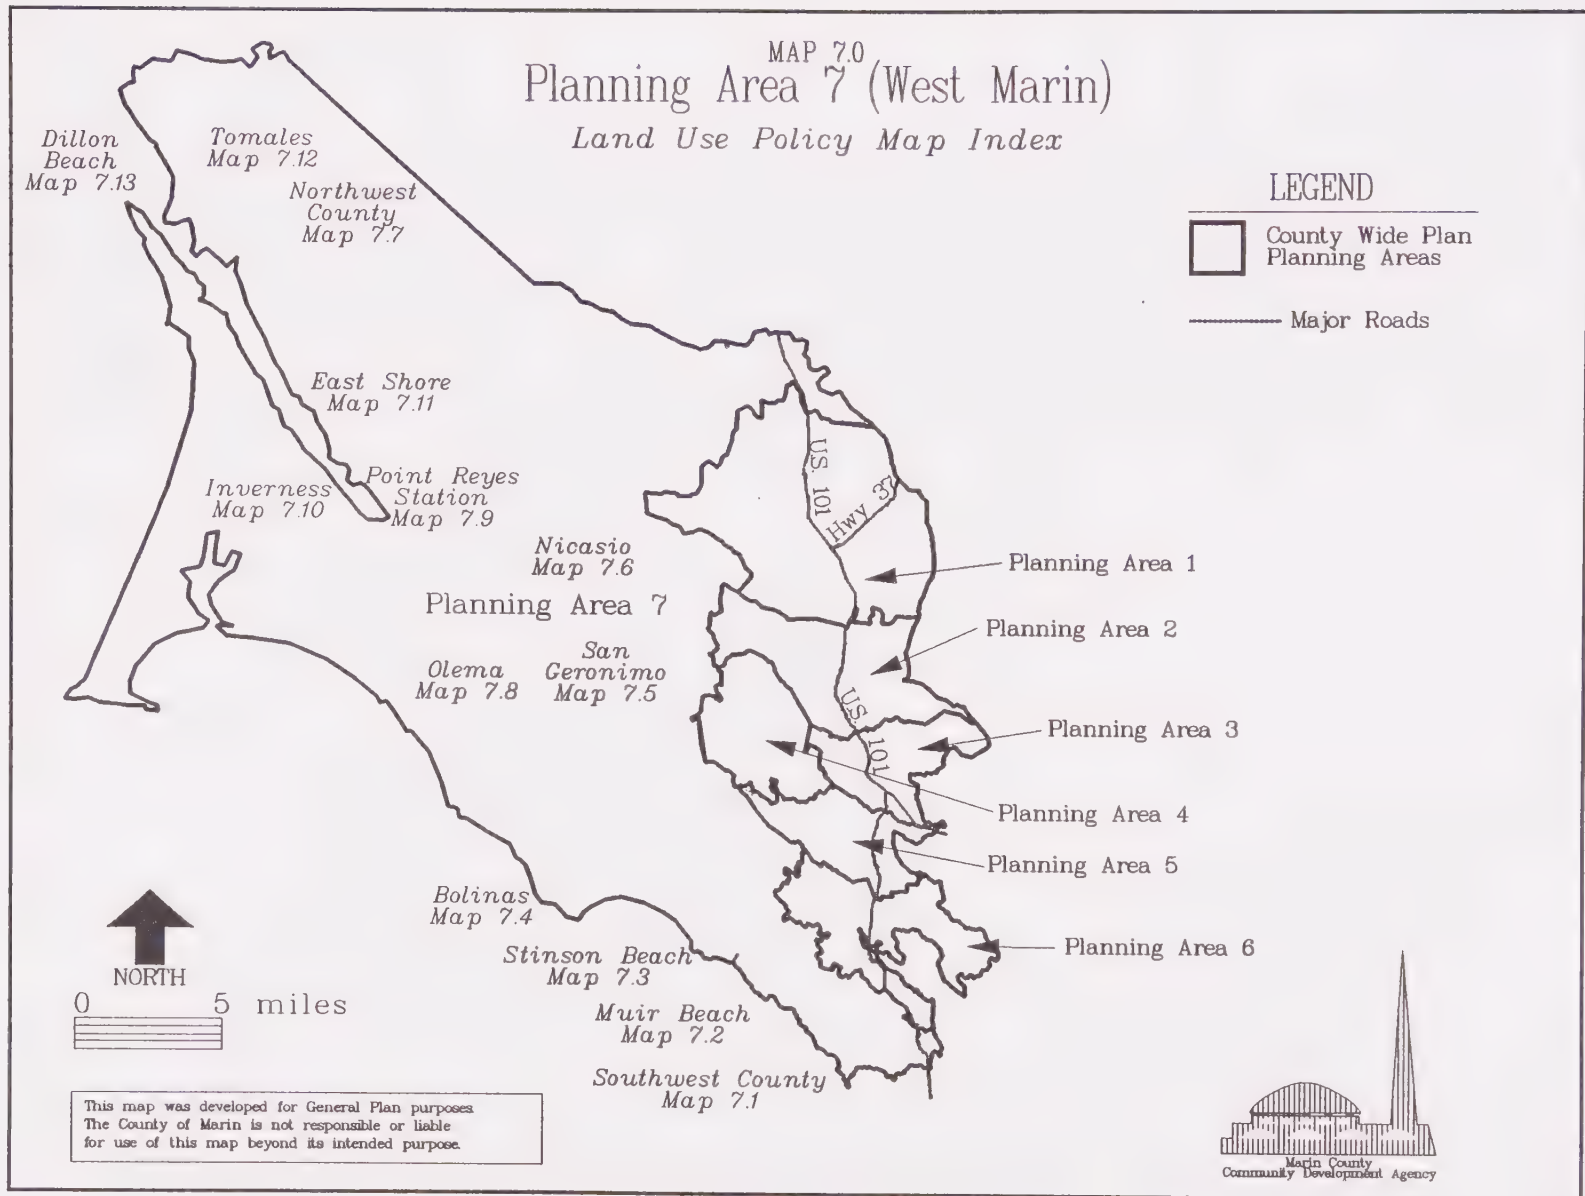 MAP 7.0
Planning Area 7 (West Marin)
Land Use Policy Map Index
Dillon
Beach
Map 7.13
Tomales
Map 7.12
Northwest
County
Map 7.7
LEGEND
County Wide Plan
Planning Areas
Major Roads
East Shore
Map 7.11
Inverness
Map 7.10
Point Reyes
Station
Map 7.9
U.S. 101
Hwy 37
Nicasio
Map 7.6
Planning Area 7
Olema
Map 7.8
San
Geronimo
Map 7.5
U.S. 101
Planning Area 1
Planning Area 2
Planning Area 3
Planning Area 4
Planning Area 5
Planning Area 6
Bolinas
Map 7.4
Stinson Beach
Map 7.3
Muir Beach
Map 7.2
Southwest County
Map 7.1
NORTH
0 5 miles
This map was developed for General Plan purposes.
The County of Marin is not responsible or liable
for use of this map beyond its intended purpose.
Marin County
Community Development Agency